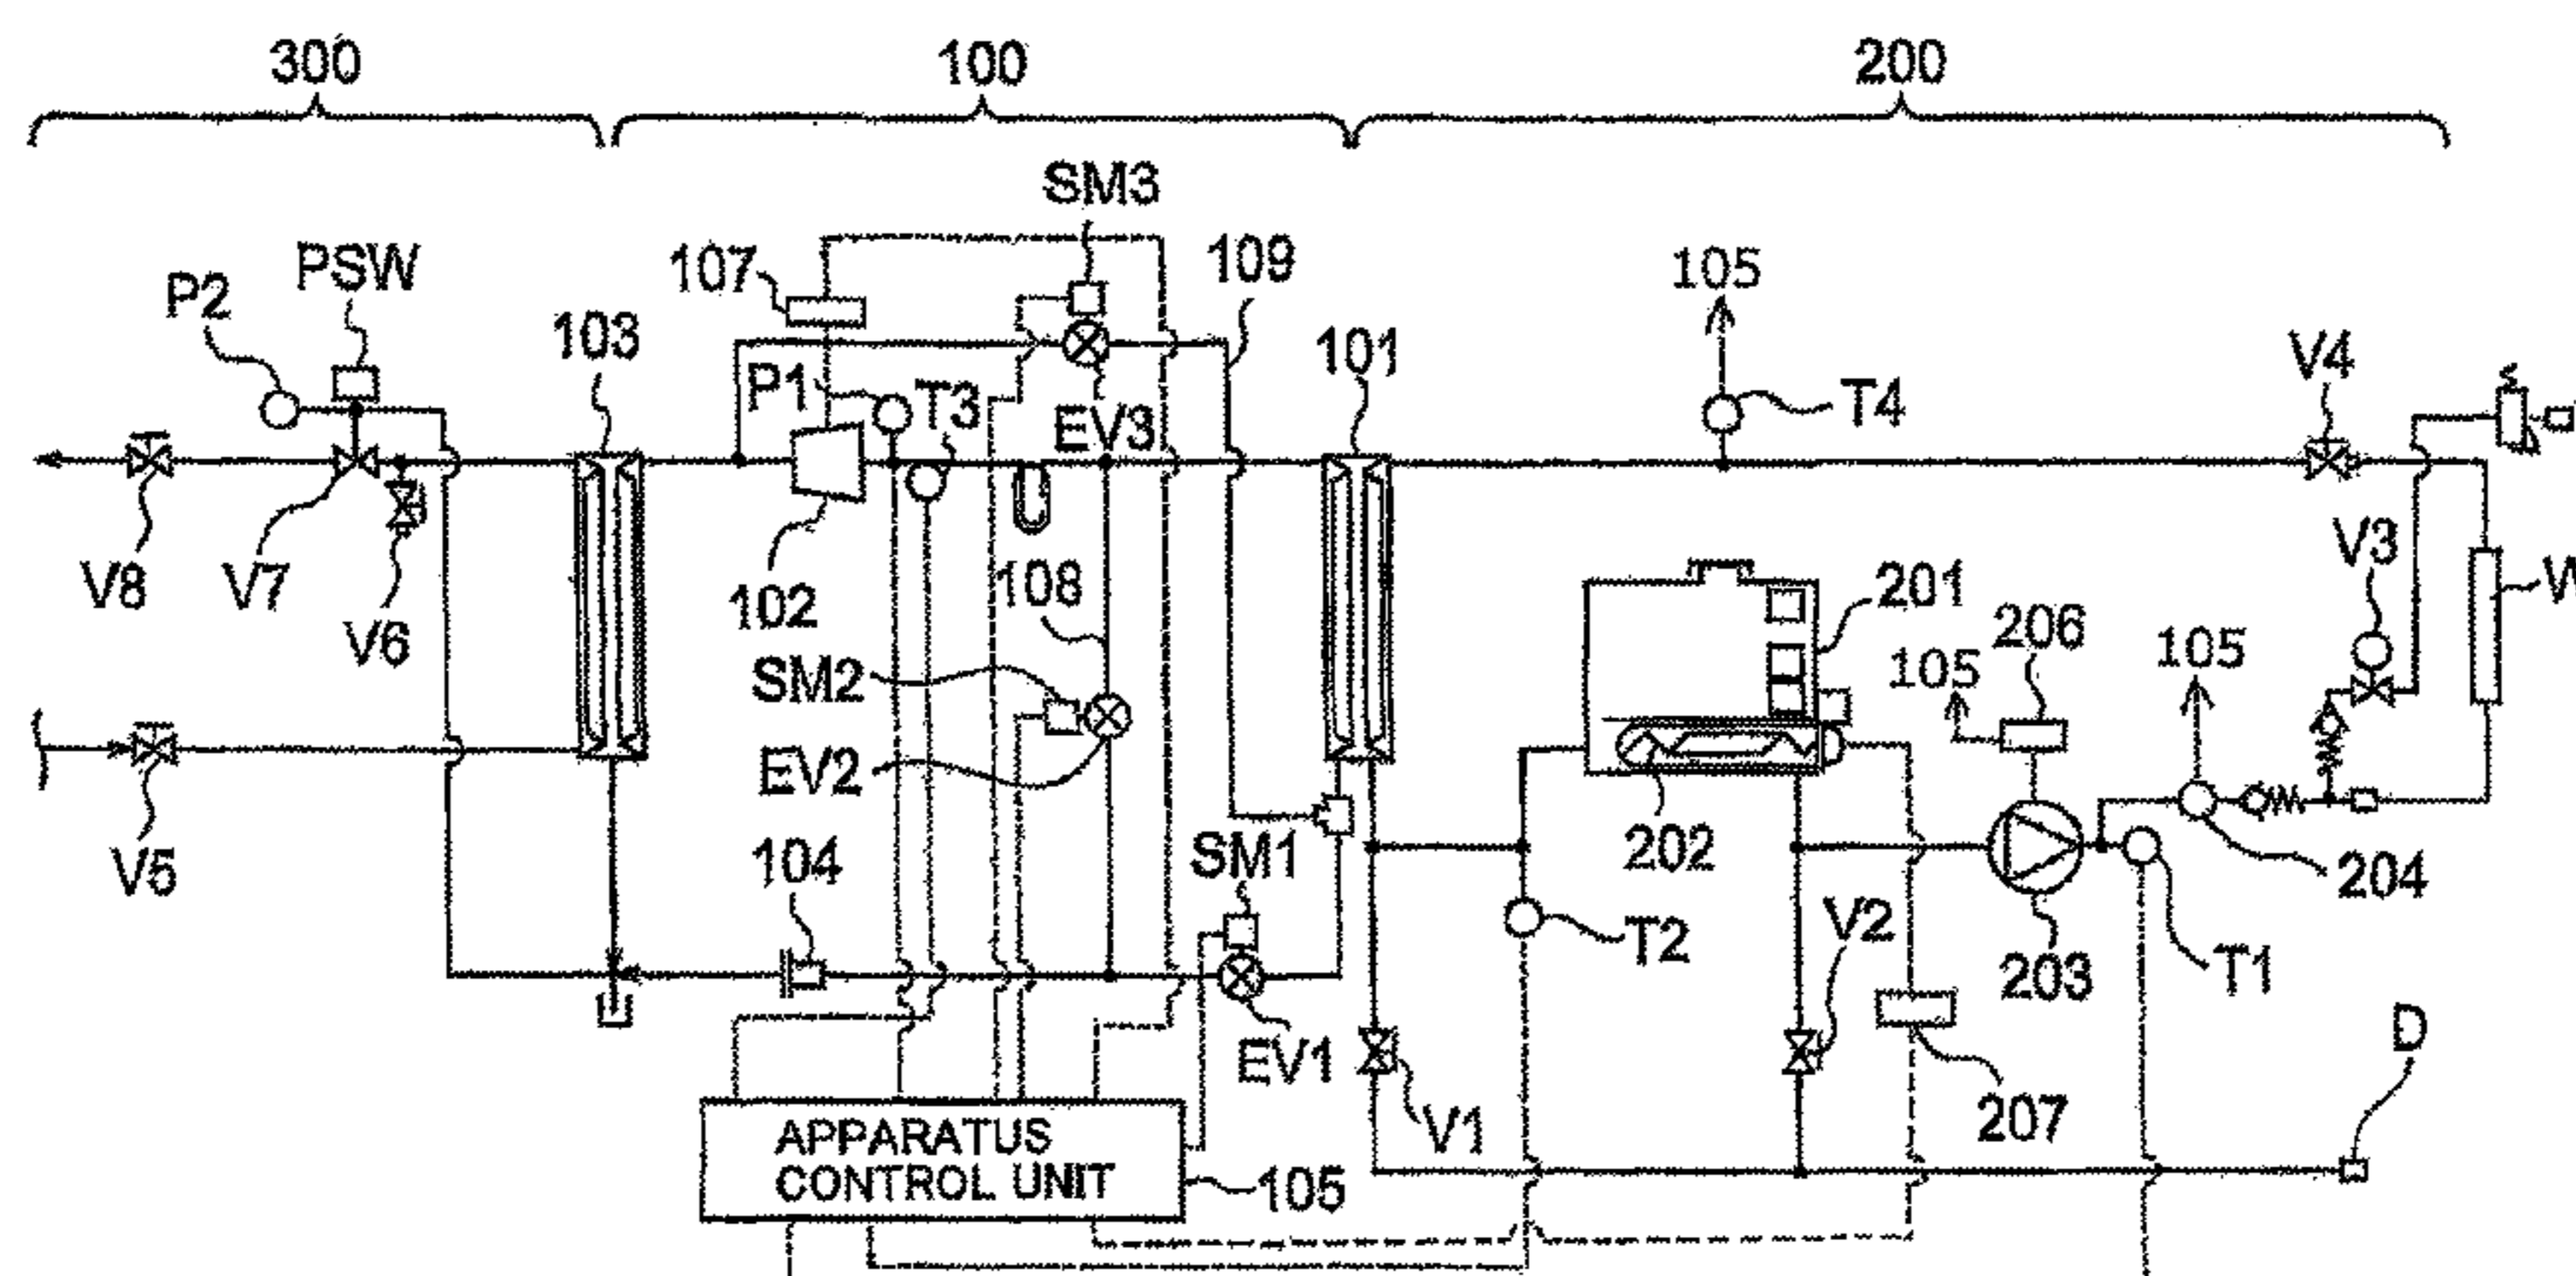 300
100
200
SM3
PSW
107
109
105
P2
103
101
V4
P1
T3
EV3
T4
V3
V8
V7
102
108
201
206
105
W
V6
105
SM2
EV2
V5
104
SM1
202
204
T2
V2
203
T1
EV1
D
V1
207
APPARATUS
CONTROL UNIT
105